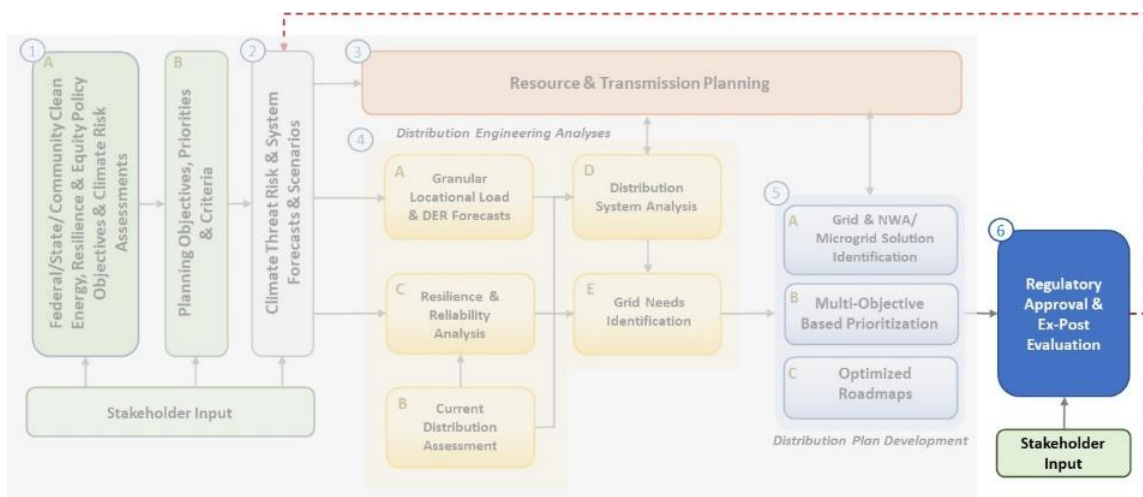 1
A
Federal/State/ Community Clean
Energy, Resilience & Equity Policy
Objectives & Climate Risk
Assessments
B
Planning Objectives, Priorities
& Criteria
2
Climate Threat Risk & System
Forecasts & Scenarios
Stakeholder Input
3
Resource & Transmission Planning
4
Distribution Engineering Analyses
A
Granular
Locational Load
& DER Forecasts
D
Distribution
System Analysis
C
Resilience &
Reliability
Analysis
E
Grid Needs
Identification
B
Current
Distribution
Assessment
5
A
Grid & NWA/
Microgrid Solution
Identification
B
Multi-Objective
Based Prioritization
C
Optimized
Roadmaps
Distribution Plan Development
6
Regulatory
Approval &
Ex-Post
Evaluation
Stakeholder
Input